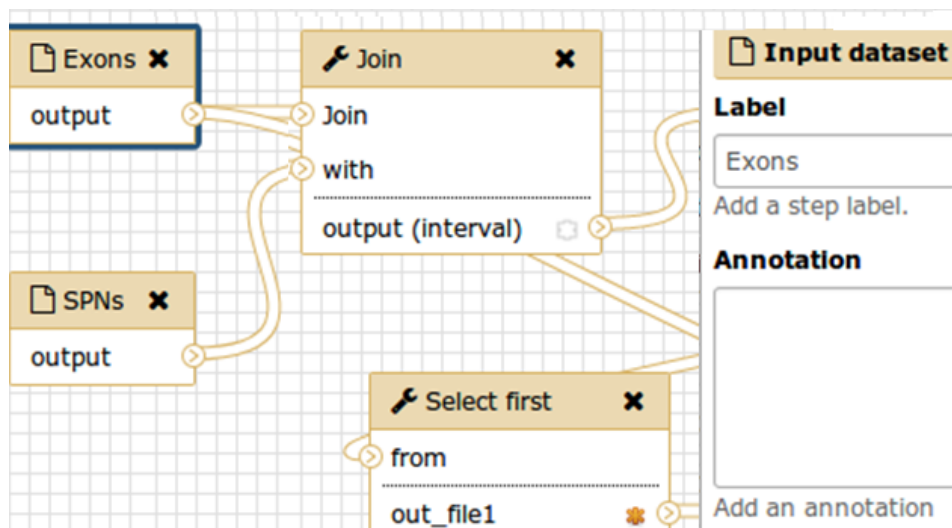 Exons
output
SPNs
output
Join
Join
with
output (interval)
Select first
from
out_file1
Input dataset
Label
Exons
Add a step label.
Annotation
Add an annotation